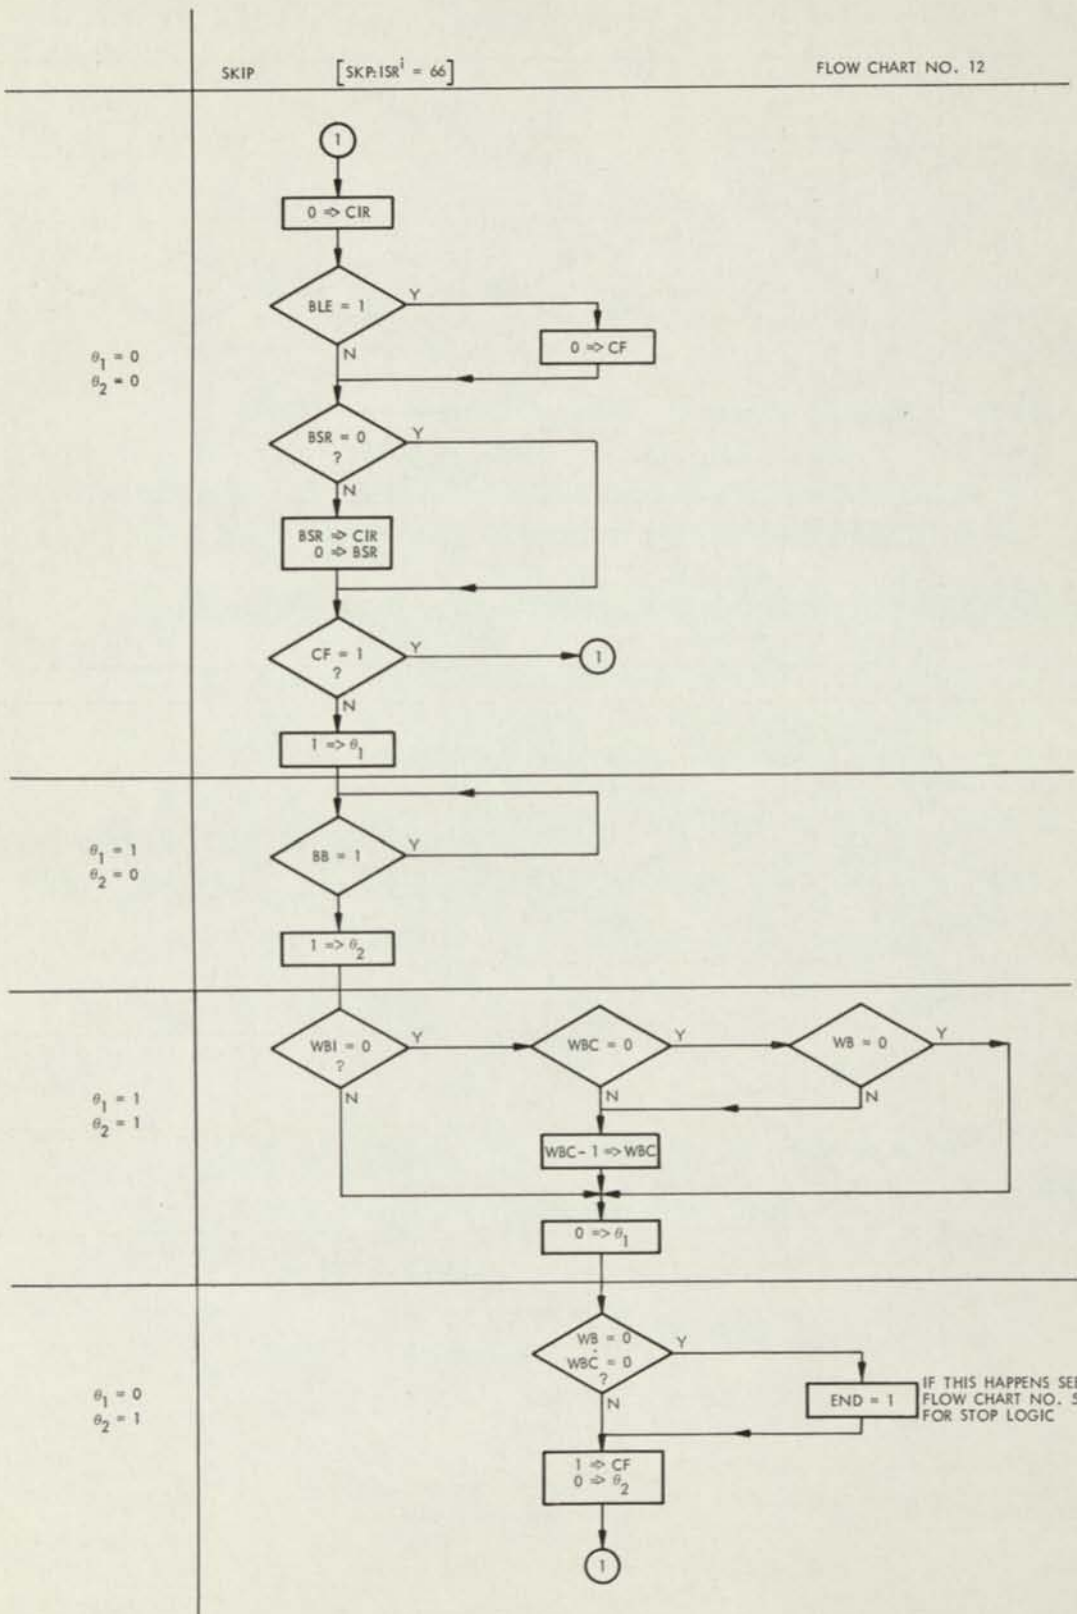 SKIP [SKP:ISR^i = 66] FLOW CHART NO. 12
1
0 => CIR
BLE = 1
Y
0 => CF
N
θ1 = 0
θ2 = 0
BSR = 0
?
Y
N
BSR => CIR
0 => BSR
CF = 1
?
Y
1
N
1 => θ1
θ1 = 1
θ2 = 0
BB = 1
Y
1 => θ2
θ1 = 1
θ2 = 1
WBI = 0
?
Y
WBC = 0
Y
WB = 0
Y
N
N
N
WBC - 1 => WBC
0 => θ1
θ1 = 0
θ2 = 1
WB = 0
·
WBC = 0
?
Y
N
END = 1
IF THIS HAPPENS SEE
FLOW CHART NO. 5
FOR STOP LOGIC
1 => CF
0 => θ2
1